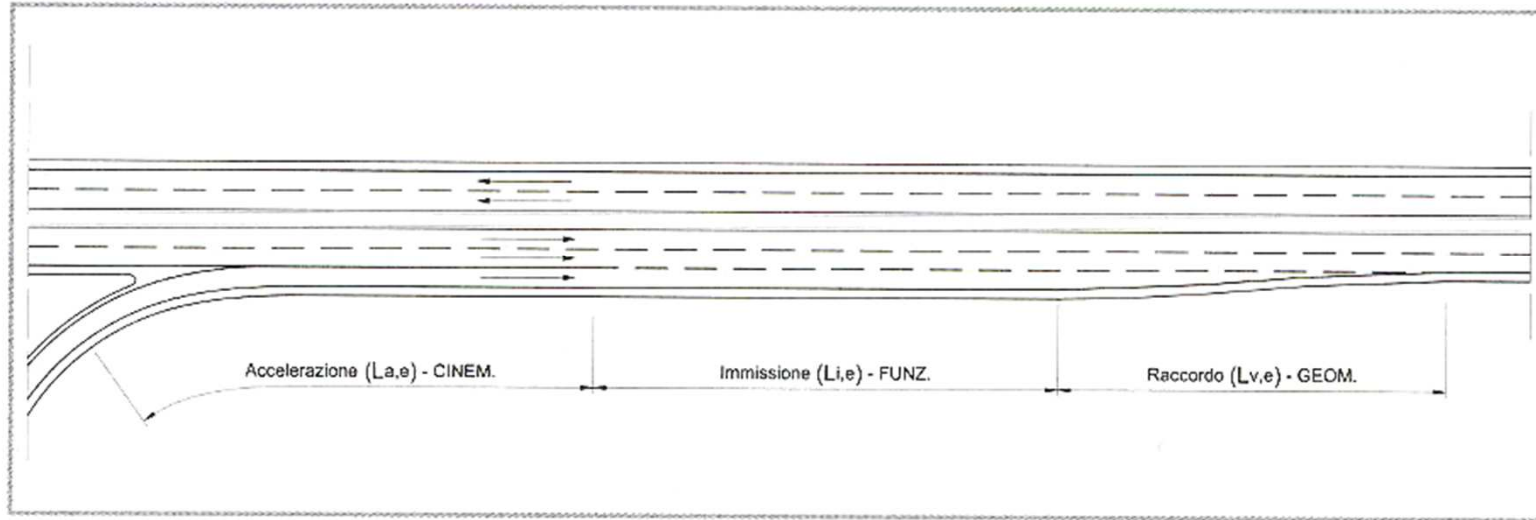 Accelerazione (La,e) - CINEM.
Immissione (Li,e) - FUNZ.
Raccordo (Lv,e) - GEOM.